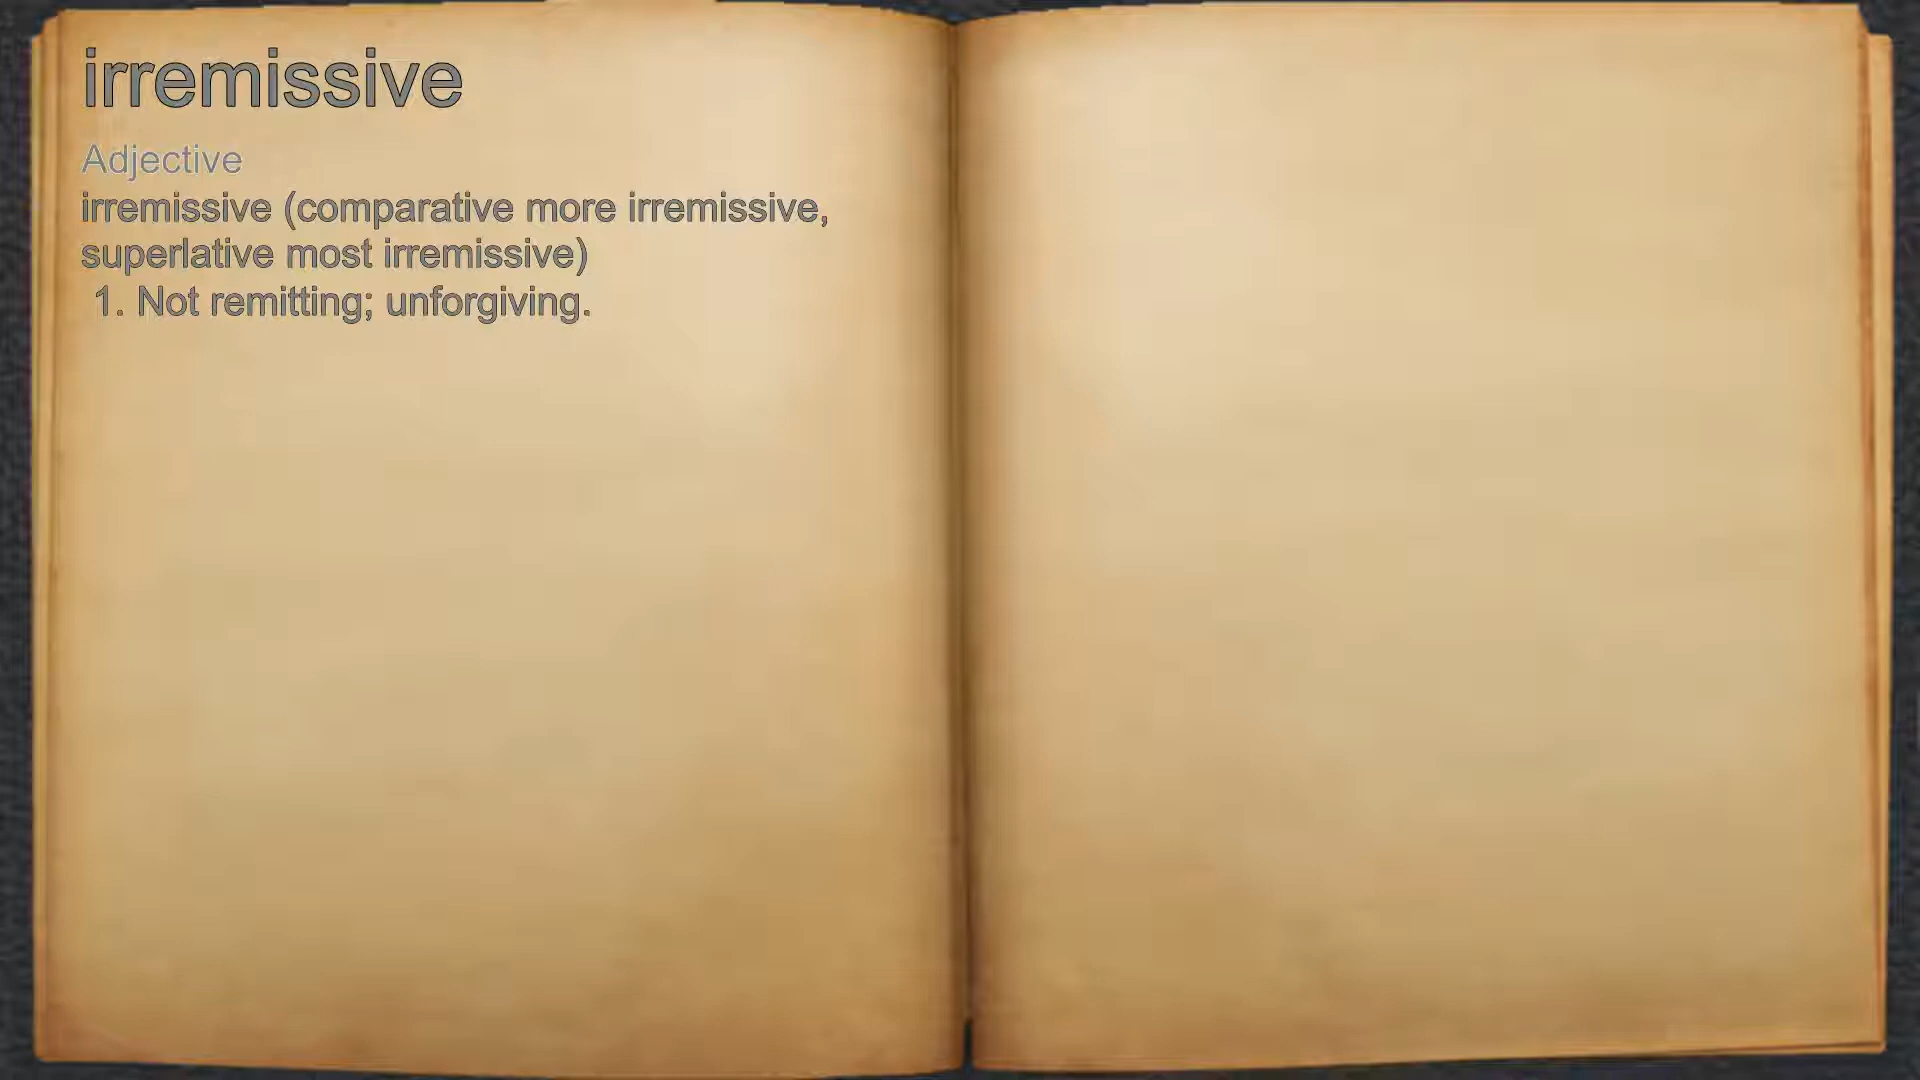 irremissive
Adjective
irremissive (comparative more irremissive,
superlative most irremissive)
1. Not remitting; unforgiving.